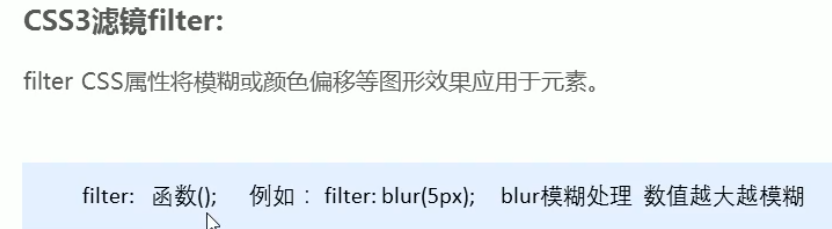 CSS3滤镜filter:
filter CSS属性将模糊或颜色偏移等图形效果应用于元素。
filter: 函数(); 例如： filter: blur(5px); blur模糊处理 数值越大越模糊